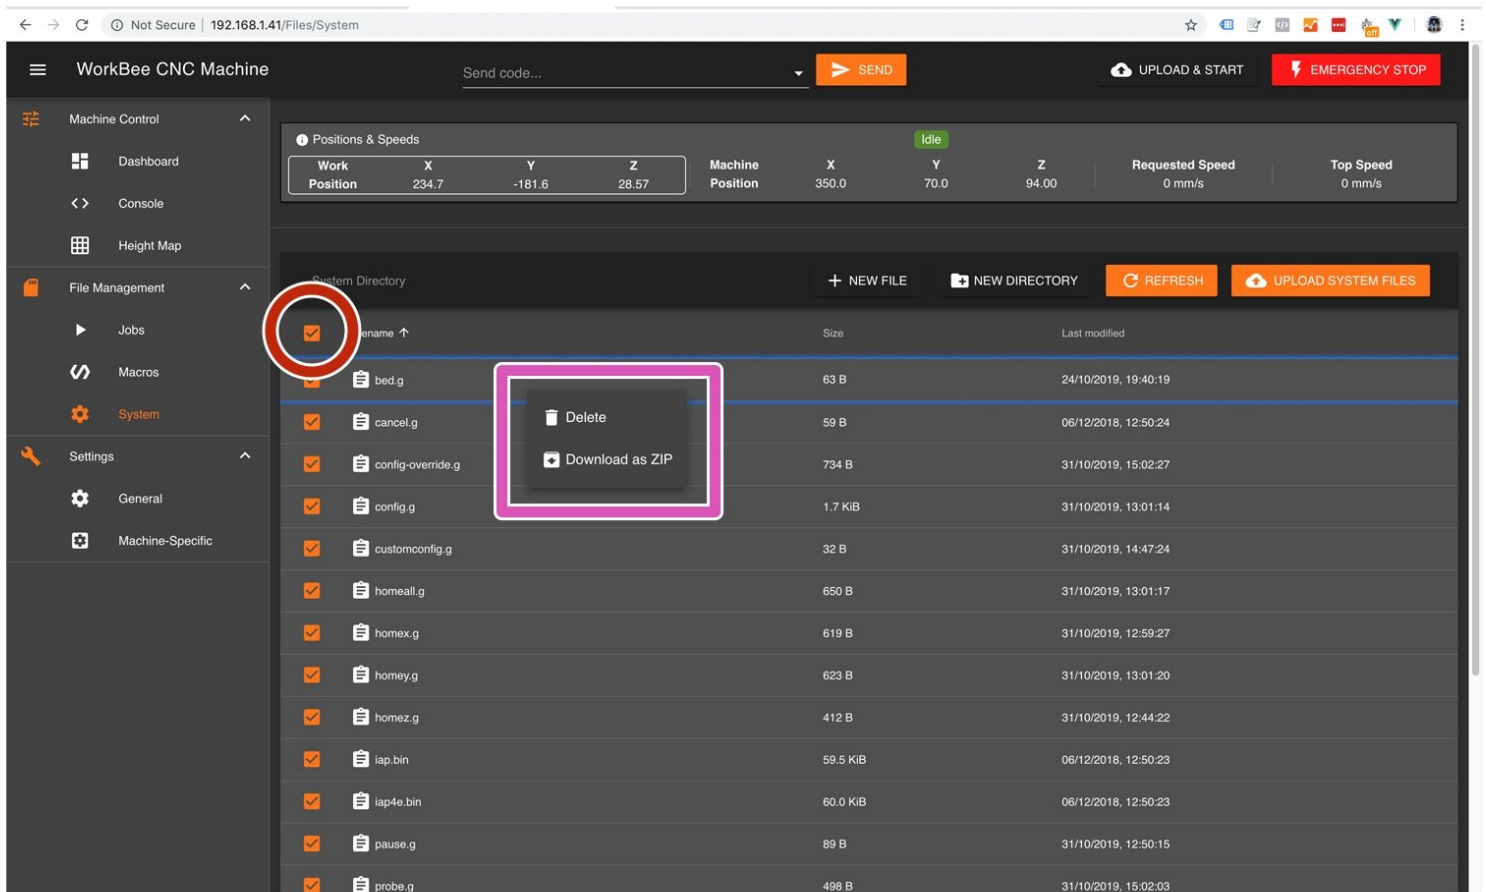 Not Secure | 192.168.1.41/Files/System
off
WorkBee CNC Machine
Send code...
SEND
UPLOAD & START
EMERGENCY STOP
Machine Control
Dashboard
Console
Height Map
File Management
Jobs
Macros
System
Settings
General
Machine-Specific
Positions & Speeds
Idle
Work Position X Y Z
234.7 -181.6 28.57
Machine Position X Y Z
350.0 70.0 94.00
Requested Speed
0 mm/s
Top Speed
0 mm/s
System Directory
NEW FILE
NEW DIRECTORY
REFRESH
UPLOAD SYSTEM FILES
ename Size Last modified
bed.g 63 B 24/10/2019, 19:40:19
cancel.g 59 B 06/12/2018, 12:50:24
config-override.g 734 B 31/10/2019, 15:02:27
config.g 1.7 KiB 31/10/2019, 13:01:14
customconfig.g 32 B 31/10/2019, 14:47:24
homeall.g 650 B 31/10/2019, 13:01:17
homex.g 619 B 31/10/2019, 12:59:27
homey.g 623 B 31/10/2019, 13:01:20
homez.g 412 B 31/10/2019, 12:44:22
iap.bin 59.5 KiB 06/12/2018, 12:50:23
iap4e.bin 60.0 KiB 06/12/2018, 12:50:23
pause.g 89 B 31/10/2019, 12:50:15
probe.g 498 B 31/10/2019, 15:02:03
Delete
Download as ZIP